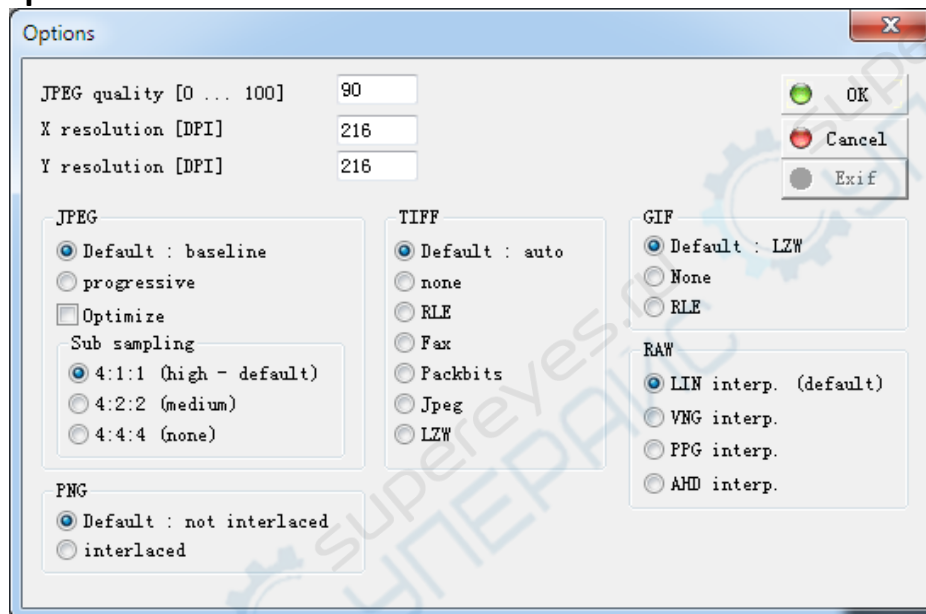 Options
JPEG quality [0 ... 100] 90
X resolution [DPI] 216
Y resolution [DPI] 216
OK
Cancel
Exif
JPEG
Default : baseline
progressive
Optimize
Sub sampling
4:1:1 (high - default)
4:2:2 (medium)
4:4:4 (none)
PNG
Default : not interlaced
interlaced
TIFF
Default : auto
none
RLE
Fax
Packbits
Jpeg
LZW
GIF
Default : LZW
None
RLE
RAW
LIN interp. (default)
VNG interp.
PPG interp.
AHD interp.
supereyes.ru
СУПЕРАЙС